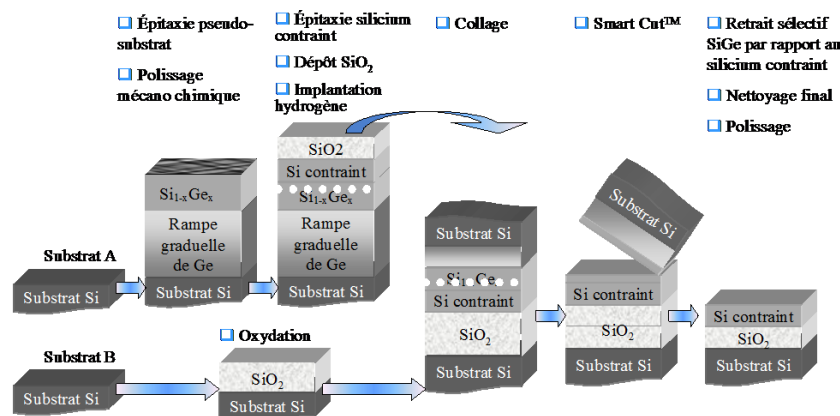 Épitaxie pseudo-
substrat
Polissage
mécano chimique
Épitaxie silicium
contraint
Dépôt SiO₂
Implantation
hydrogène
Collage
Smart Cut™
Retrait sélectif
SiGe par rapport au
silicium contraint
Nettoyage final
Polissage
Substrat A
Substrat Si
Si₁₋ₓGeₓ
Rampe
graduelle
de Ge
Substrat Si
SiO2
Si contraint
Si₁₋ₓGeₓ
Rampe
graduelle
de Ge
Substrat Si
Substrat B
Substrat Si
Oxydation
SiO₂
Substrat Si
Substrat Si
Si contraint
SiO₂
Substrat Si
Substrat Si
Si contraint
SiO₂
Substrat Si
Si contraint
SiO₂
Substrat Si